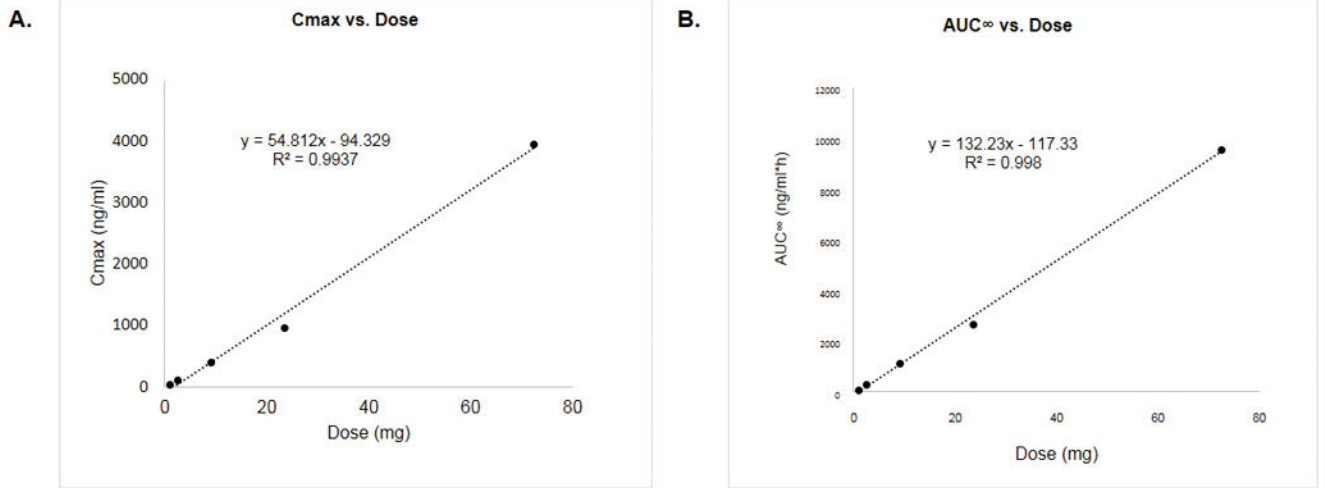 A.
Cmax vs. Dose
5000
4000
3000
2000
1000
0
y = 54.812x - 94.329
R² = 0.9937
Cmax (ng/ml)
0 20 40 60 80
Dose (mg)
B.
AUC∞ vs. Dose
12000
10000
8000
6000
4000
2000
0
y = 132.23x - 117.33
R² = 0.998
AUC∞ (ng/ml*h)
0 20 40 60 80
Dose (mg)